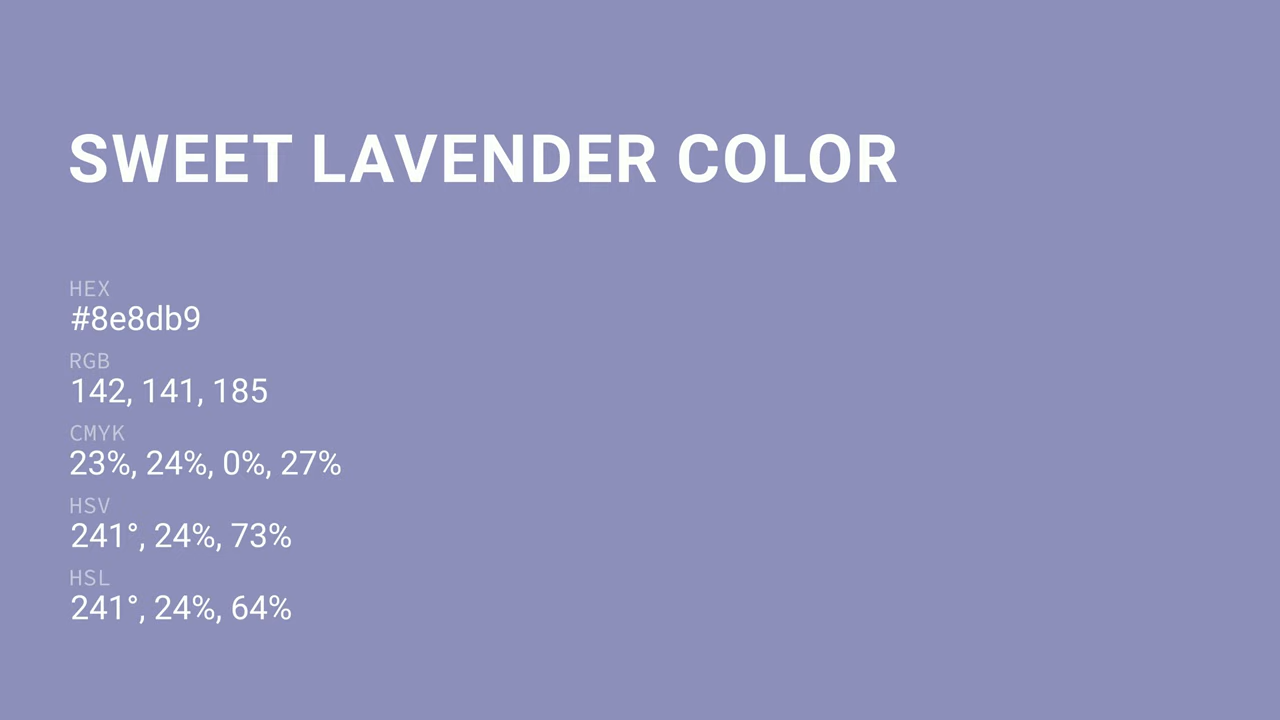 SWEET LAVENDER COLOR
HEX
#8e8db9
RGB
142, 141, 185
CMYK
23%, 24%, 0%, 27%
HSV
241°, 24%, 73%
HSL
241°, 24%, 64%